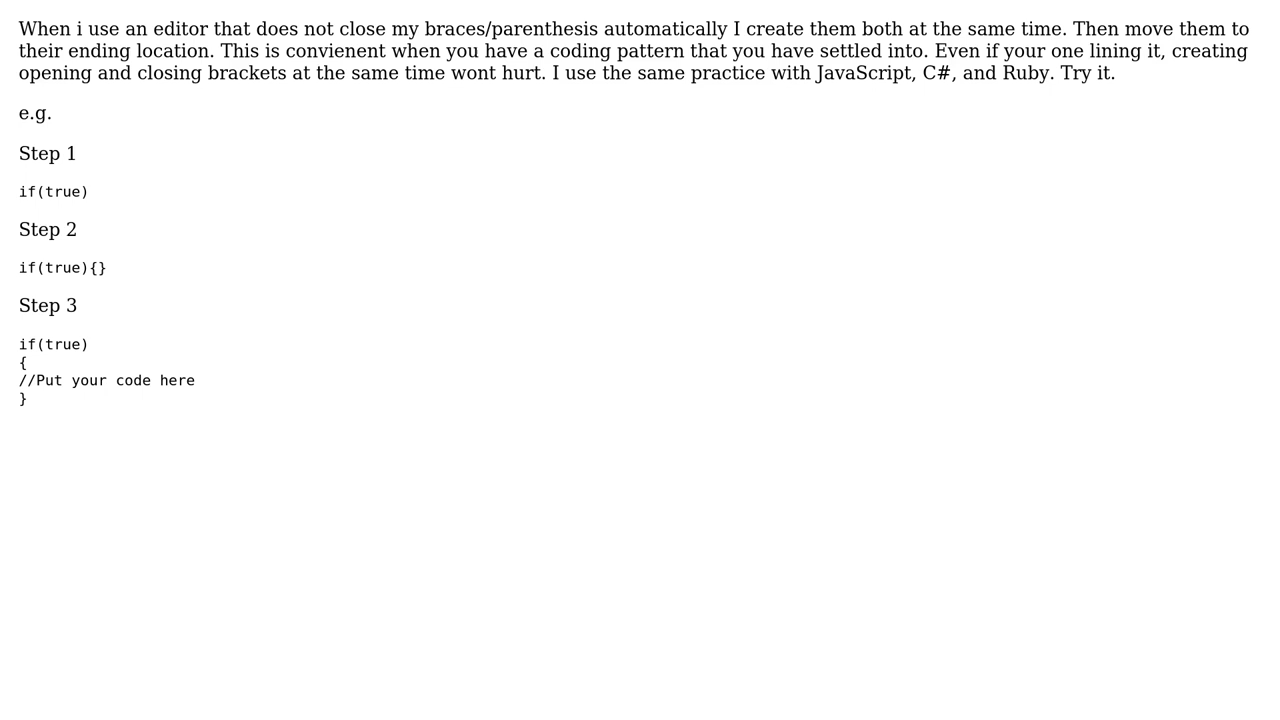 When i use an editor that does not close my braces/parenthesis automatically I create them both at the same time. Then move them to
their ending location. This is convienent when you have a coding pattern that you have settled into. Even if your one lining it, creating
opening and closing brackets at the same time wont hurt. I use the same practice with JavaScript, C#, and Ruby. Try it.
e.g.
Step 1
if(true)
Step 2
if(true){}
Step 3
if(true)
{
//Put your code here
}